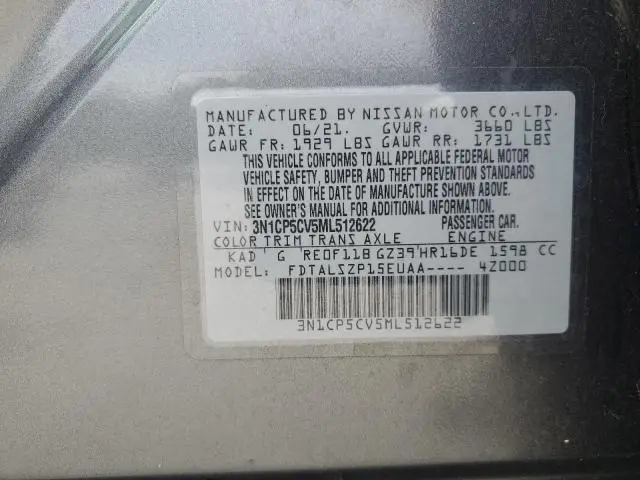 MANUFACTURED BY NISSAN MOTOR CO.,LTD.
DATE: 06/21. GVWR: 3660 LBS
GAWR FR: 1929 LBS GAWR RR: 1731 LBS
THIS VEHICLE CONFORMS TO ALL APPLICABLE FEDERAL MOTOR
VEHICLE SAFETY, BUMPER AND THEFT PREVENTION STANDARDS
IN EFFECT ON THE DATE OF MANUFACTURE SHOWN ABOVE.
SEE OWNER'S MANUAL FOR ADDITIONAL INFORMATION.
VIN: 3N1CP5CV5ML512622 PASSENGER CAR.
COLOR TRIM TRANS AXLE ENGINE
KAD G RE0F11B GZ39 HR16DE 1598 CC
MODEL: FDTALSZP15EUAA---- 4Z000
3N1CP5CV5ML512622